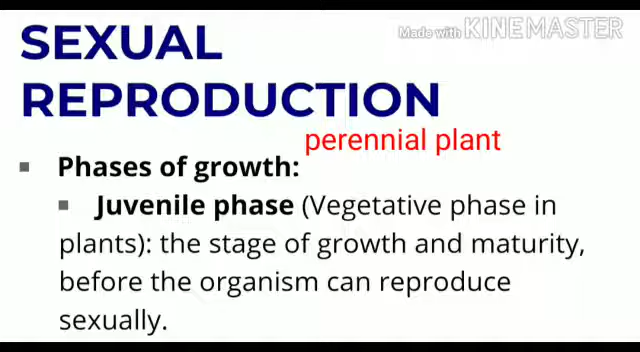 Made with KINEMASTER
SEXUAL
REPRODUCTION
perennial plant
▪ Phases of growth:
▪ Juvenile phase (Vegetative phase in
plants): the stage of growth and maturity,
before the organism can reproduce
sexually.